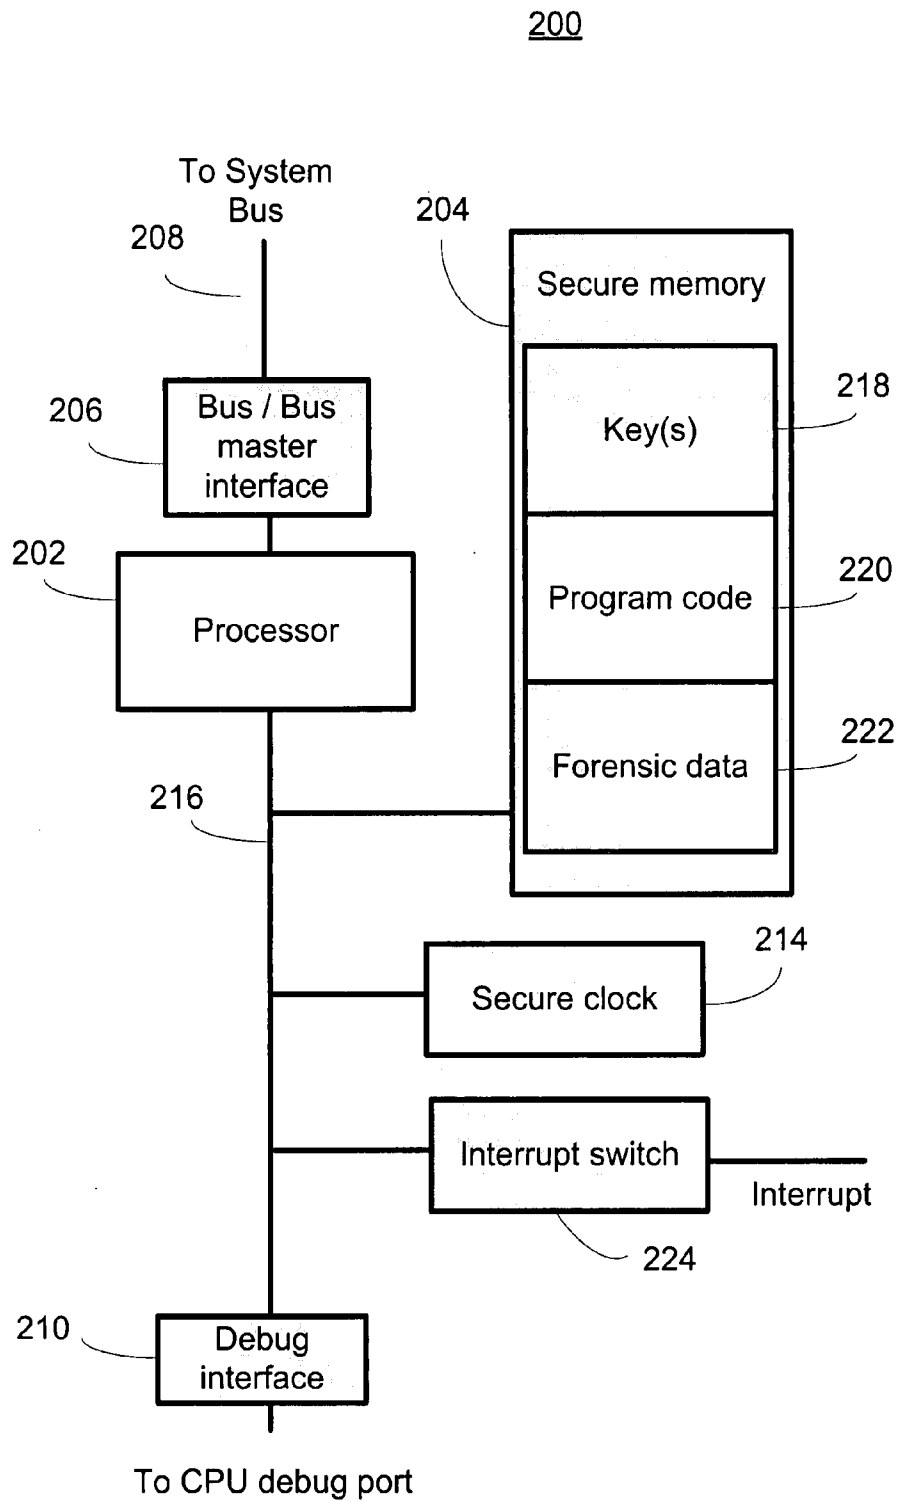 200
To System
Bus
208
204
Secure memory
206
Bus / Bus
master
interface
Key(s)
218
202
Processor
Program code
220
216
Forensic data
222
Secure clock
214
Interrupt switch
Interrupt
224
210
Debug
interface
To CPU debug port